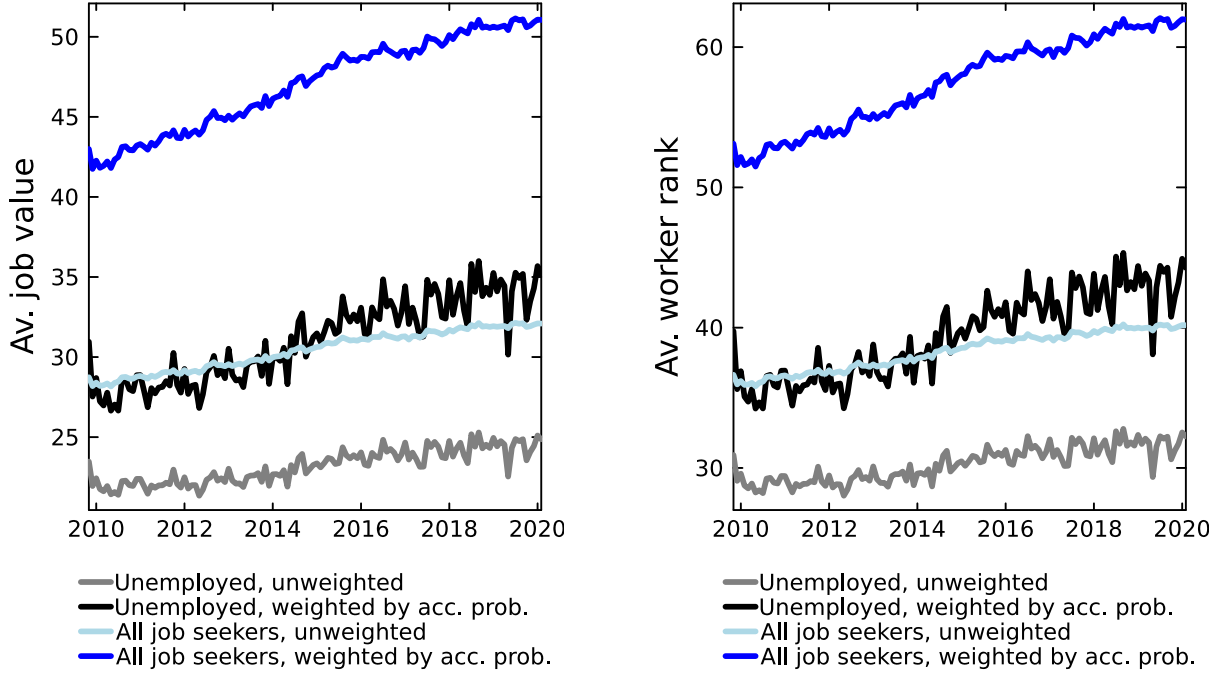 Av. job value
50
45
40
35
30
25
2010 2012 2014 2016 2018 2020
Unemployed, unweighted
Unemployed, weighted by acc. prob.
All job seekers, unweighted
All job seekers, weighted by acc. prob.
Av. worker rank
60
50
40
30
2010 2012 2014 2016 2018 2020
Unemployed, unweighted
Unemployed, weighted by acc. prob.
All job seekers, unweighted
All job seekers, weighted by acc. prob.